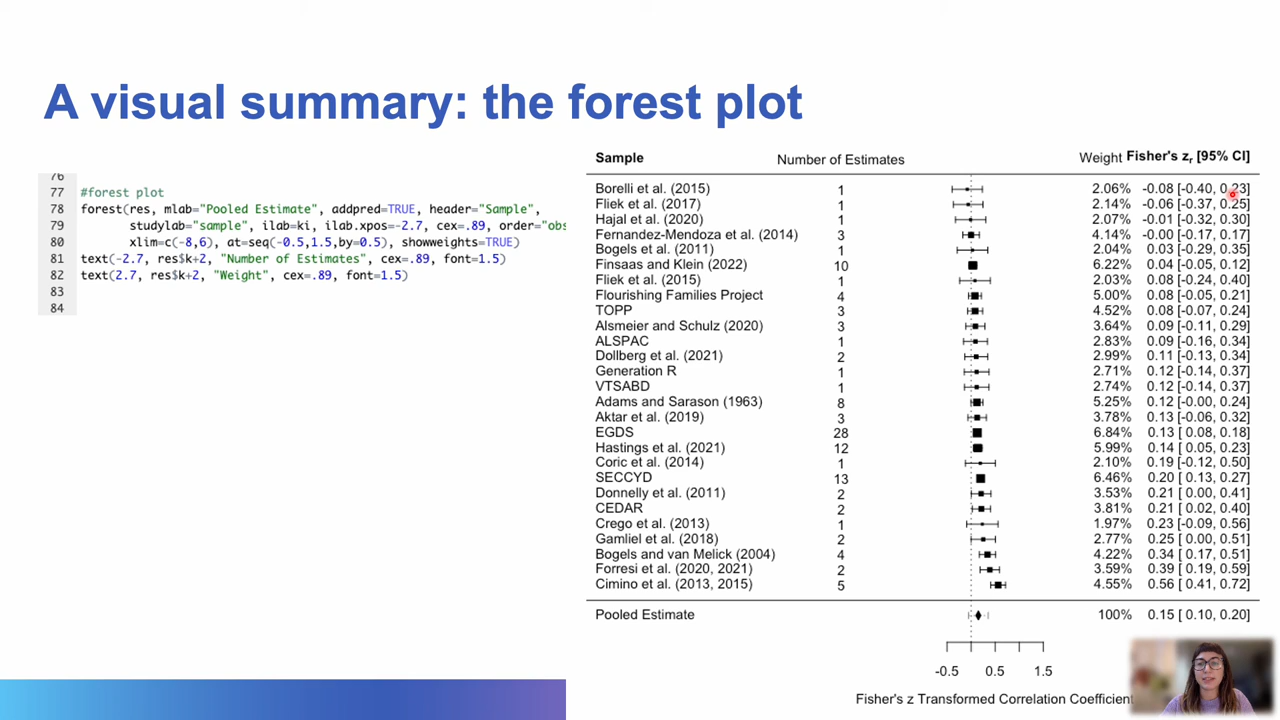 A visual summary: the forest plot
76
77 #forest plot
78 forest(res, mlab="Pooled Estimate", addpred=TRUE, header="Sample",
79 studylab="sample", ilab=ki, ilab.xpos=-2.7, cex=.89, order="obs
80 xlim=c(-8,6), at=seq(-0.5,1.5,by=0.5), showweights=TRUE)
81 text(-2.7, res$k+2, "Number of Estimates", cex=.89, font=1.5)
82 text(2.7, res$k+2, "Weight", cex=.89, font=1.5)
83
84
Sample Number of Estimates Weight Fisher's zr [95% CI]
Borelli et al. (2015) 1 2.06% -0.08 [-0.40, 0.23]
Fliek et al. (2017) 1 2.14% -0.06 [-0.37, 0.25]
Hajal et al. (2020) 1 2.07% -0.01 [-0.32, 0.30]
Fernandez-Mendoza et al. (2014) 3 4.14% -0.00 [-0.17, 0.17]
Bogels et al. (2011) 1 2.04% 0.03 [-0.29, 0.35]
Finsaas and Klein (2022) 10 6.22% 0.04 [-0.05, 0.12]
Fliek et al. (2015) 1 2.03% 0.08 [-0.24, 0.40]
Flourishing Families Project 4 5.00% 0.08 [-0.05, 0.21]
TOPP 3 4.52% 0.08 [-0.07, 0.24]
Alsmeier and Schulz (2020) 3 3.64% 0.09 [-0.11, 0.29]
ALSPAC 1 2.83% 0.09 [-0.16, 0.34]
Dollberg et al. (2021) 2 2.99% 0.11 [-0.13, 0.34]
Generation R 1 2.71% 0.12 [-0.14, 0.37]
VTSABD 1 2.74% 0.12 [-0.14, 0.37]
Adams and Sarason (1963) 8 5.25% 0.12 [-0.00, 0.24]
Aktar et al. (2019) 3 3.78% 0.13 [-0.06, 0.32]
EGDS 28 6.84% 0.13 [ 0.08, 0.18]
Hastings et al. (2021) 12 5.99% 0.14 [ 0.05, 0.23]
Coric et al. (2014) 1 2.10% 0.19 [-0.12, 0.50]
SECCYD 13 6.46% 0.20 [ 0.13, 0.27]
Donnelly et al. (2011) 2 3.53% 0.21 [ 0.00, 0.41]
CEDAR 2 3.81% 0.21 [ 0.02, 0.40]
Crego et al. (2013) 1 1.97% 0.23 [-0.09, 0.56]
Gamliel et al. (2018) 2 2.77% 0.25 [ 0.00, 0.51]
Bogels and van Melick (2004) 4 4.22% 0.34 [ 0.17, 0.51]
Forresi et al. (2020, 2021) 2 3.59% 0.39 [ 0.19, 0.59]
Cimino et al. (2013, 2015) 5 4.55% 0.56 [ 0.41, 0.72]
Pooled Estimate 100% 0.15 [ 0.10, 0.20]
-0.5 0.5 1.5
Fisher's z Transformed Correlation Coefficien